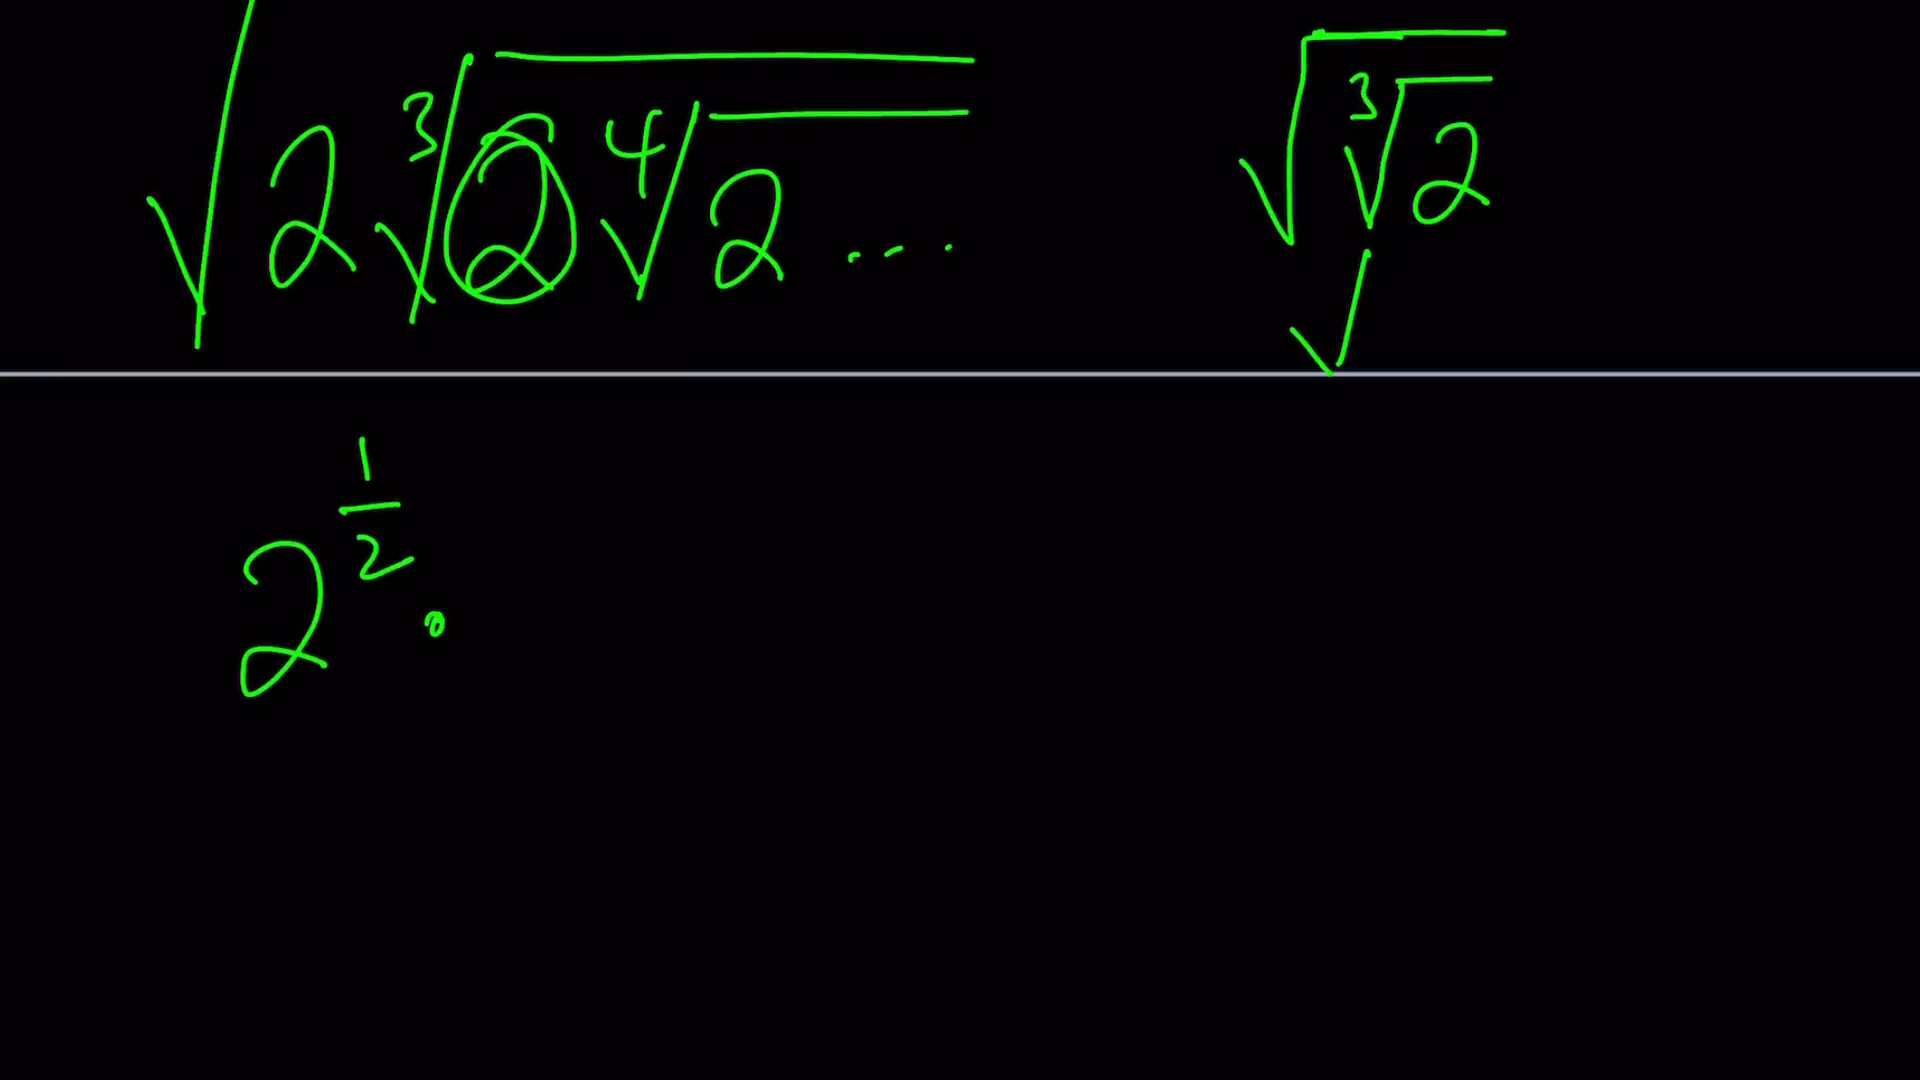 √2 ∛2 ∜2 ... √∛2
√
2^1/2 ·